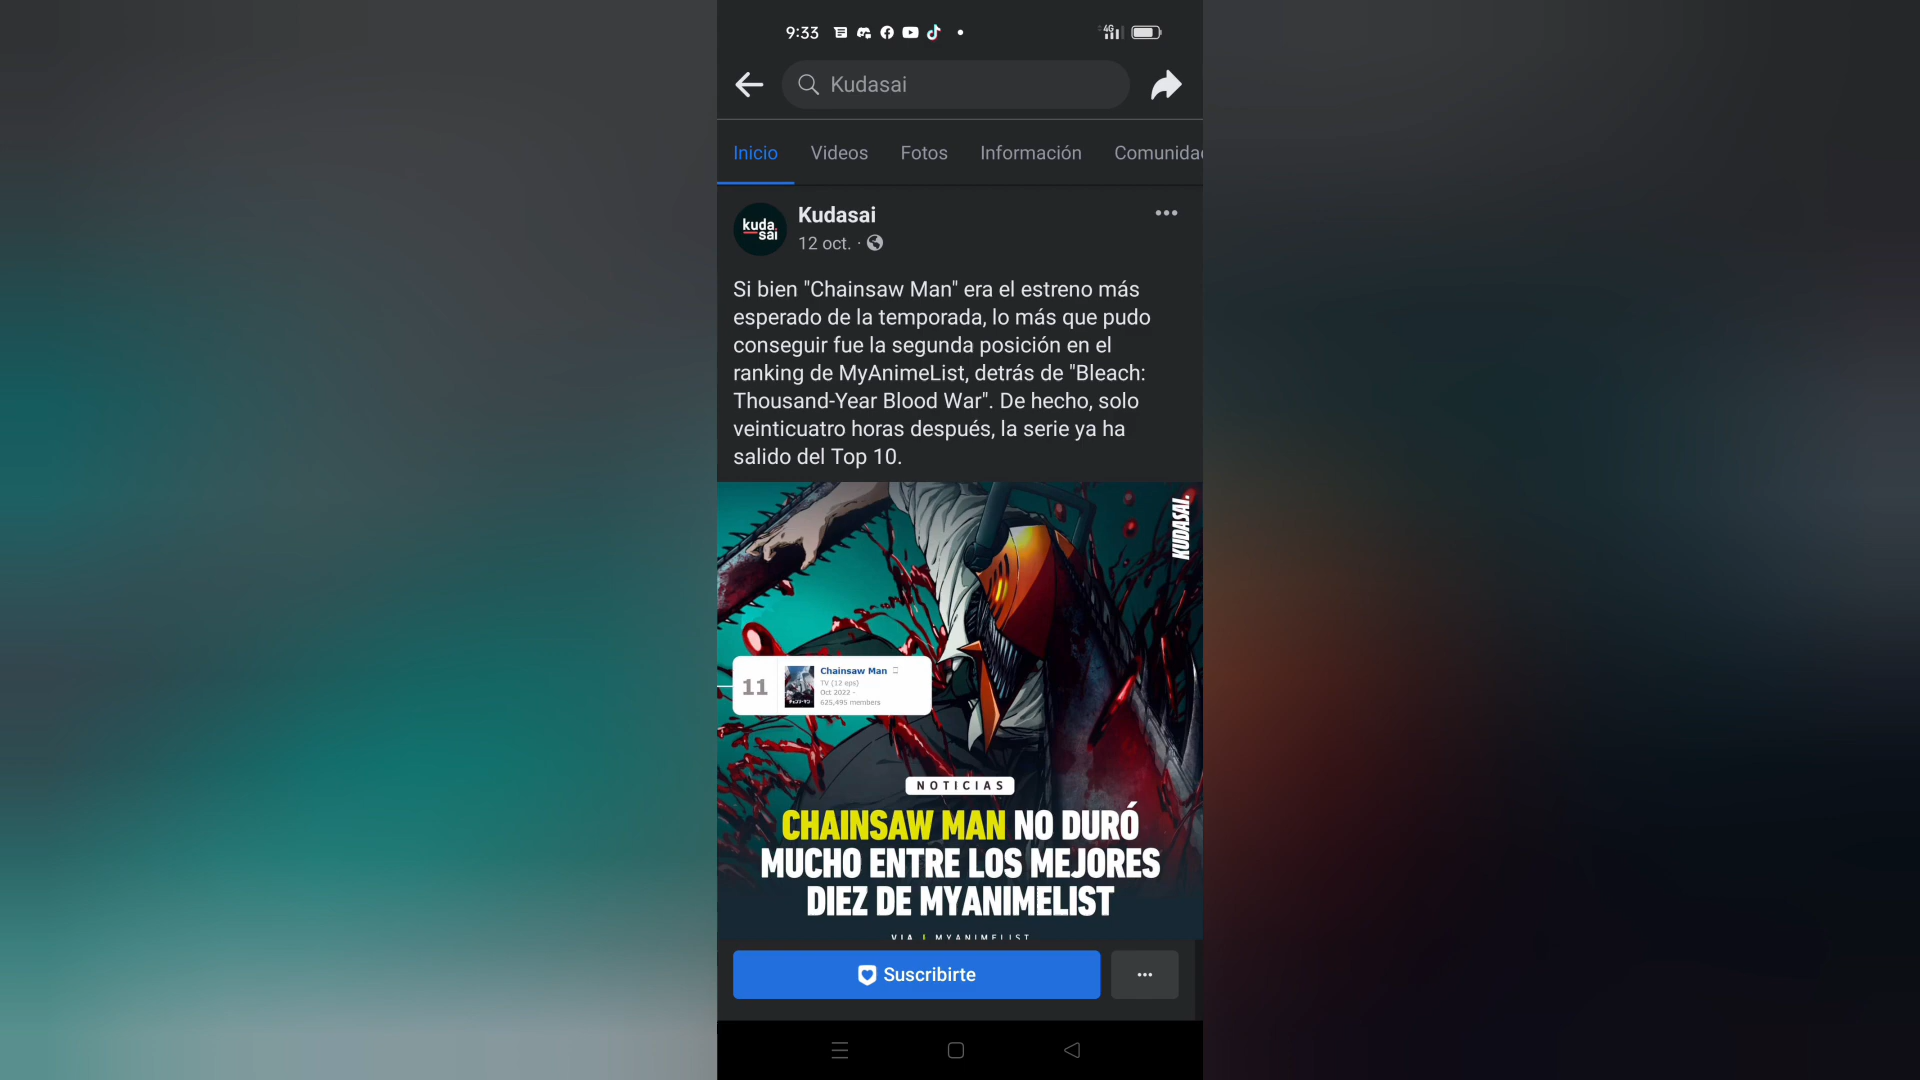 9:33
4G
Kudasai
Inicio Videos Fotos Información Comunidad
kuda
sai
Kudasai
12 oct. ·
Si bien "Chainsaw Man" era el estreno más
esperado de la temporada, lo más que pudo
conseguir fue la segunda posición en el
ranking de MyAnimeList, detrás de "Bleach:
Thousand-Year Blood War". De hecho, solo
veinticuatro horas después, la serie ya ha
salido del Top 10.
KUDASAI.
11
Chainsaw Man
TV (12 eps)
Oct 2022 -
625,495 members
NOTICIAS
CHAINSAW MAN NO DURÓ
MUCHO ENTRE LOS MEJORES
DIEZ DE MYANIMELIST
VIA | MYANIMELIST
Suscribirte